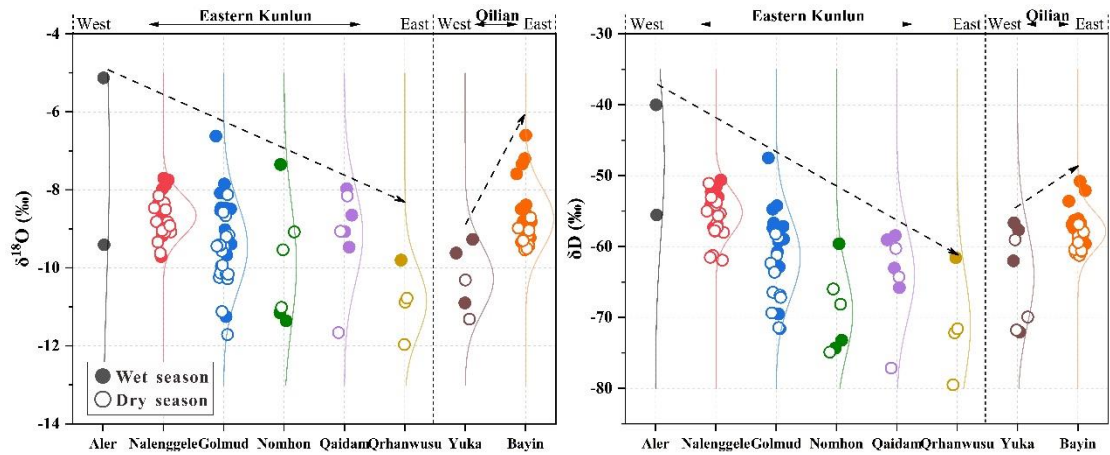 Eastern Kunlun
Qilian
West
East
West
East
-4
-6
-8
-10
-12
-14
δ¹⁸O (‰)
Wet season
Dry season
Aler Nalenggele Golmud Nomhon Qaidam Qrhanwusu Yuka Bayin
Eastern Kunlun
Qilian
West
East
West
East
-30
-40
-50
-60
-70
-80
δD (‰)
Aler Nalenggele Golmud Nomhon Qaidam Qrhanwusu Yuka Bayin